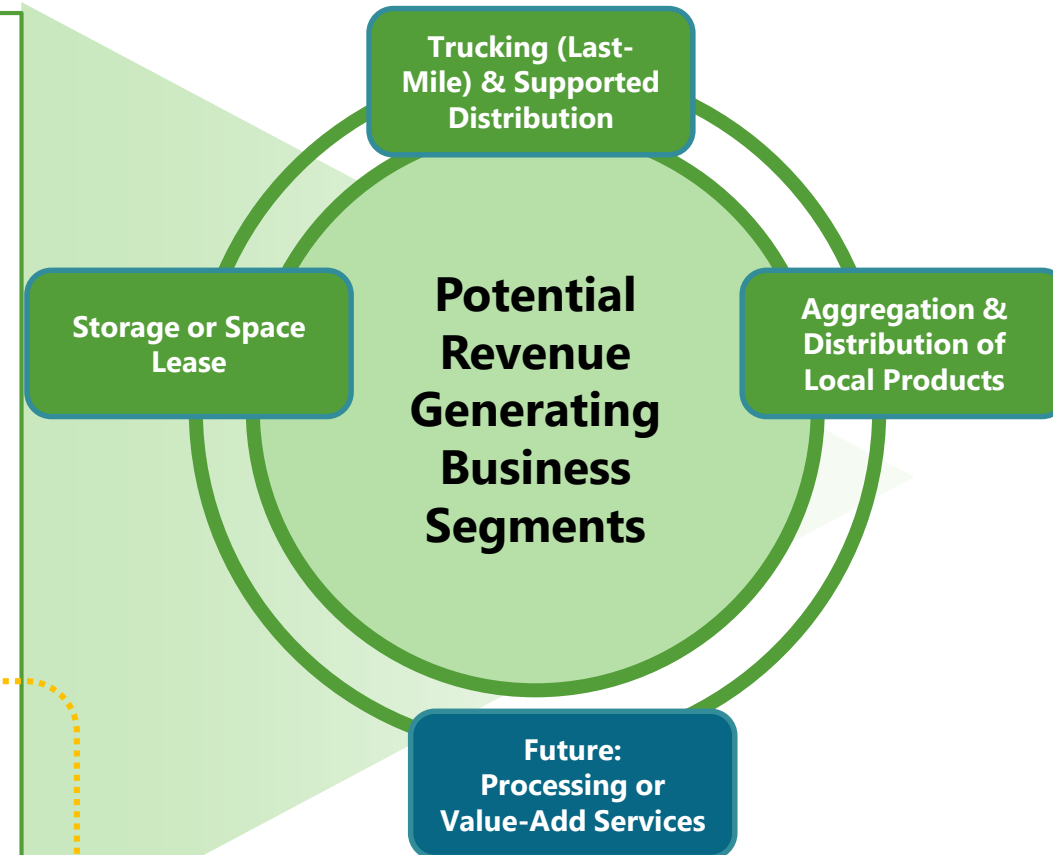 Trucking (Last-
Mile) & Supported
Distribution
Storage or Space
Lease
Potential
Revenue
Generating
Business
Segments
Aggregation &
Distribution of
Local Products
Future:
Processing or
Value-Add Services